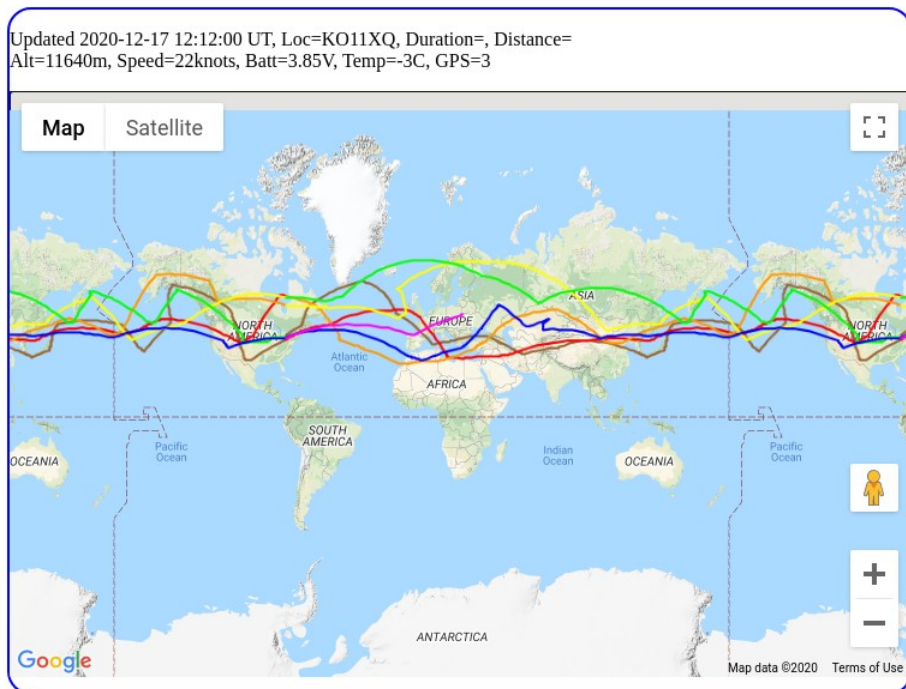 Updated 2020-12-17 12:12:00 UT, Loc=KO11XQ, Duration=, Distance=
Alt=11640m, Speed=22knots, Batt=3.85V, Temp=-3C, GPS=3
Map Satellite
ASIA
NORTH
AMERICA
EUROPE
NORTH
AMERICA
Atlantic
Ocean
AFRICA
SOUTH
AMERICA
Pacific
Ocean
Indian
Ocean
Pacific
Ocean
OCEANIA
OCEANIA
ANTARCTICA
Google
Map data ©2020 Terms of Use